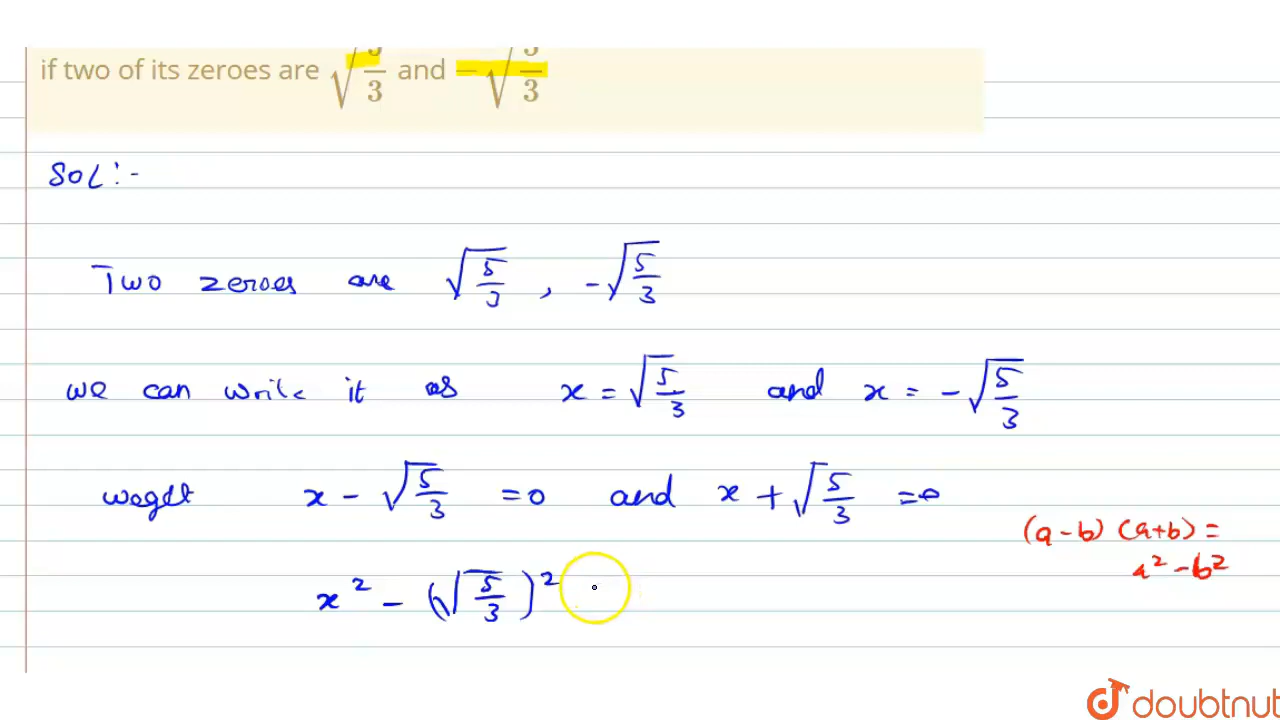 if two of its zeroes are √5/3 and −√5/3
SOL:-
Two zeroes are √5/3 , -√5/3
we can write it as x = √5/3 and x = -√5/3
weget x - √5/3 = 0 and x + √5/3 = 0
(a-b) (a+b) =
a² - b²
x² - (√5/3)²
doubtnut